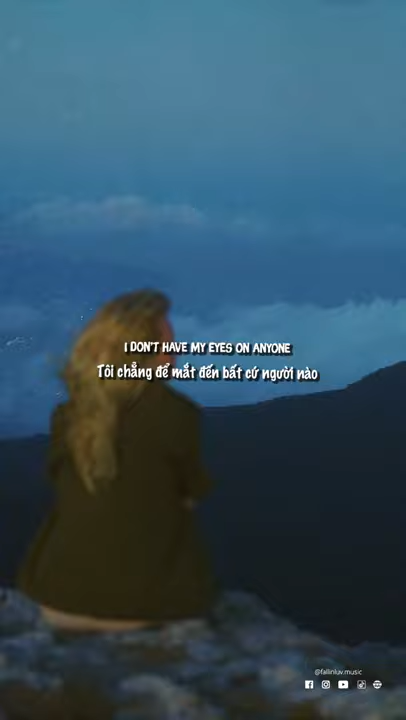 I DON'T HAVE MY EYES ON ANYONE
Tôi chẳng để mắt đến bất cứ người nào
@fallinluv.music